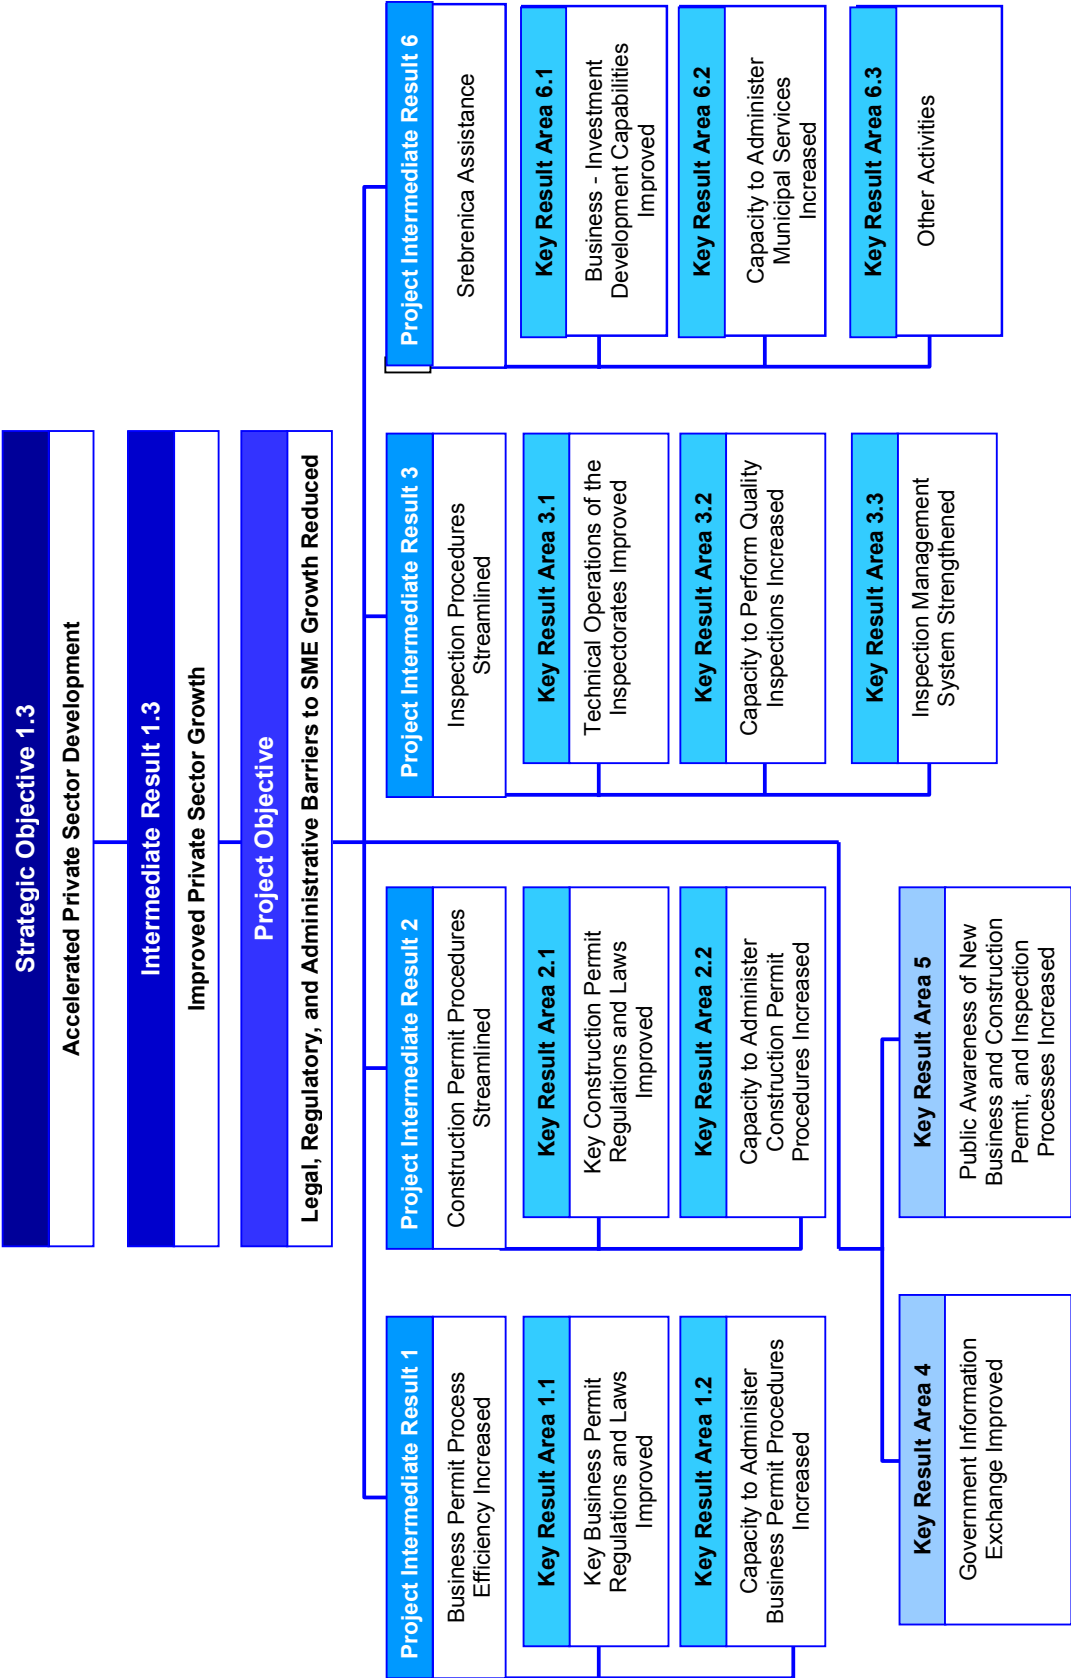 Strategic Objective 1.3
Accelerated Private Sector Development
Intermediate Result 1.3
Improved Private Sector Growth
Project Objective
Legal, Regulatory, and Administrative Barriers to SME Growth Reduced
Project Intermediate Result 1
Business Permit Process
Efficiency Increased
Key Result Area 1.1
Key Business Permit
Regulations and Laws
Improved
Key Result Area 1.2
Capacity to Administer
Business Permit Procedures
Increased
Project Intermediate Result 2
Construction Permit Procedures
Streamlined
Key Result Area 2.1
Key Construction Permit
Regulations and Laws
Improved
Key Result Area 2.2
Capacity to Administer
Construction Permit
Procedures Increased
Project Intermediate Result 3
Inspection Procedures
Streamlined
Key Result Area 3.1
Technical Operations of the
Inspectorates Improved
Key Result Area 3.2
Capacity to Perform Quality
Inspections Increased
Key Result Area 3.3
Inspection Management
System Strengthened
Project Intermediate Result 6
Srebrenica Assistance
Key Result Area 6.1
Business - Investment
Development Capabilities
Improved
Key Result Area 6.2
Capacity to Administer
Municipal Services
Increased
Key Result Area 6.3
Other Activities
Key Result Area 4
Government Information
Exchange Improved
Key Result Area 5
Public Awareness of New
Business and Construction
Permit, and Inspection
Processes Increased